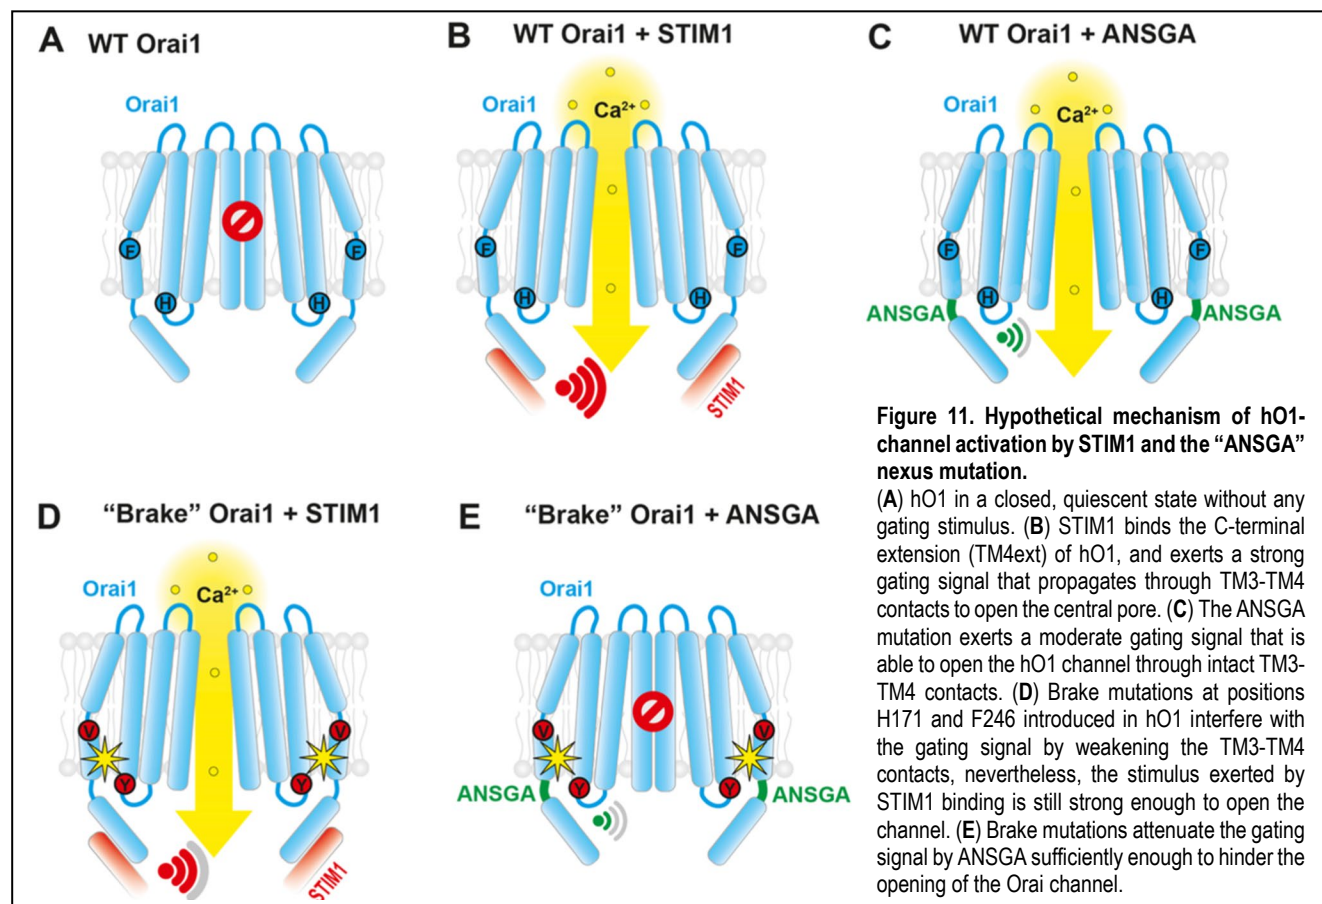 A WT Orai1
Orai1
F
F
H
H
B WT Orai1 + STIM1
Orai1
Ca²⁺
F
F
H
H
STIM1
C WT Orai1 + ANSGA
Orai1
Ca²⁺
F
F
H
H
ANSGA
ANSGA
Figure 11. Hypothetical mechanism of hO1-
channel activation by STIM1 and the “ANSGA”
nexus mutation.
(A) hO1 in a closed, quiescent state without any
gating stimulus. (B) STIM1 binds the C-terminal
extension (TM4ext) of hO1, and exerts a strong
gating signal that propagates through TM3-TM4
contacts to open the central pore. (C) The ANSGA
mutation exerts a moderate gating signal that is
able to open the hO1 channel through intact TM3-
TM4 contacts. (D) Brake mutations at positions
H171 and F246 introduced in hO1 interfere with
the gating signal by weakening the TM3-TM4
contacts, nevertheless, the stimulus exerted by
STIM1 binding is still strong enough to open the
channel. (E) Brake mutations attenuate the gating
signal by ANSGA sufficiently enough to hinder the
opening of the Orai channel.
D “Brake” Orai1 + STIM1
Orai1
Ca²⁺
V
V
Y
Y
STIM1
E “Brake” Orai1 + ANSGA
Orai1
V
V
Y
Y
ANSGA
ANSGA